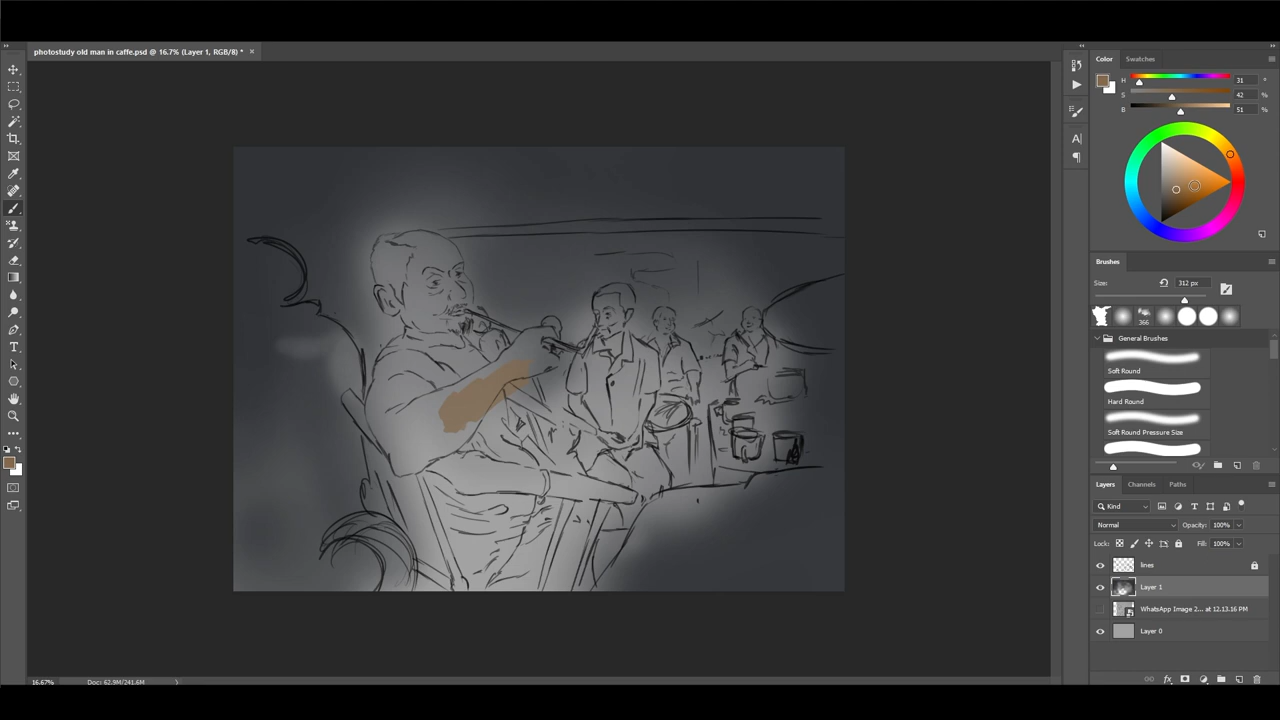 photostudy old man in caffe.psd @ 16.7% (Layer 1, RGB/8) * ×
Color Swatches
H 31 °
S 42 %
B 51 %
Brushes
Size: 312 px
366
General Brushes
Soft Round
Hard Round
Soft Round Pressure Size
Layers Channels Paths
Kind
Normal Opacity: 100%
Lock: Fill: 100%
lines
Layer 1
WhatsApp Image 2... at 12.13.16 PM
Layer 0
16.67% Doc: 62.9M/241.6M